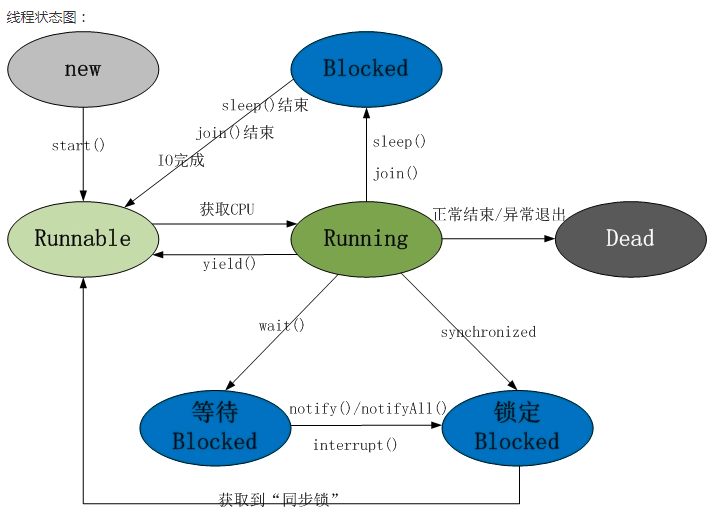 线程状态图：
new
Blocked
sleep()结束
join()结束
IO完成
start()
sleep()
join()
获取CPU
正常结束/异常退出
Runnable
Running
Dead
yield()
wait()
synchronized
等待
Blocked
notify()/notifyAll()
interrupt()
锁定
Blocked
获取到“同步锁”